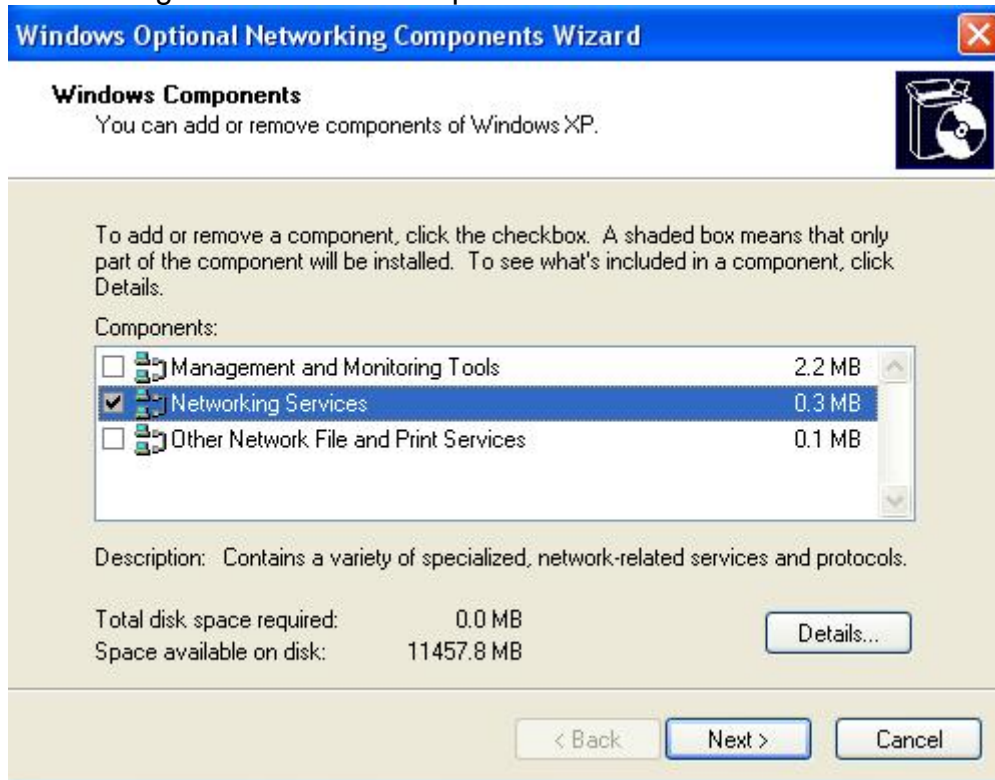 Windows Optional Networking Components Wizard
Windows Components
You can add or remove components of Windows XP.
To add or remove a component, click the checkbox. A shaded box means that only
part of the component will be installed. To see what's included in a component, click
Details.
Components:
Management and Monitoring Tools 2.2 MB
Networking Services 0.3 MB
Other Network File and Print Services 0.1 MB
Description: Contains a variety of specialized, network-related services and protocols.
Total disk space required: 0.0 MB
Space available on disk: 11457.8 MB
Details...
< Back Next > Cancel